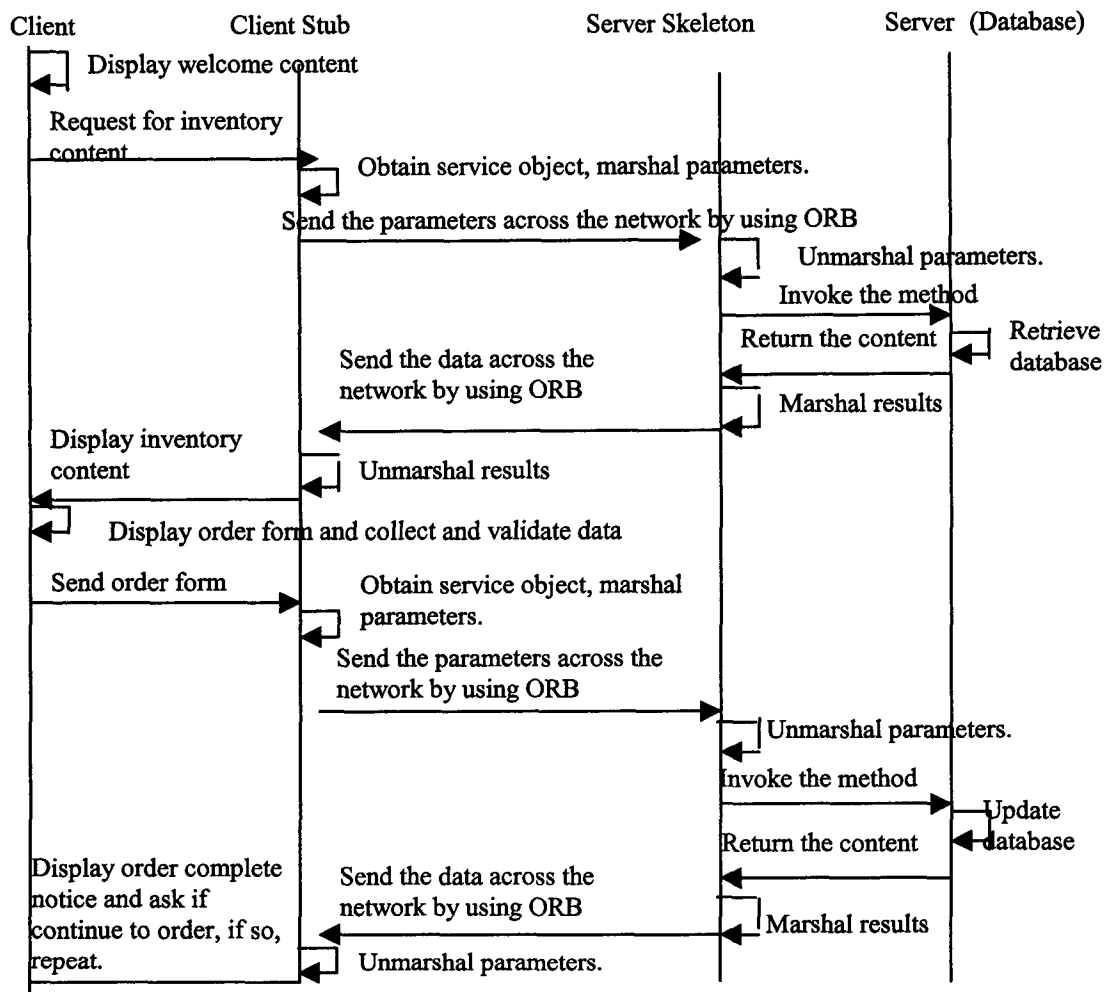 Client
Client Stub
Server Skeleton
Server (Database)
Display welcome content
Request for inventory
content
Obtain service object, marshal parameters.
Send the parameters across the network by using ORB
Unmarshal parameters.
Invoke the method
Return the content
Retrieve
database
Send the data across the
network by using ORB
Marshal results
Display inventory
content
Unmarshal results
Display order form and collect and validate data
Send order form
Obtain service object, marshal
parameters.
Send the parameters across the
network by using ORB
Unmarshal parameters.
Invoke the method
Update
database
Return the content
Display order complete
notice and ask if
continue to order, if so,
repeat.
Send the data across the
network by using ORB
Marshal results
Unmarshal parameters.